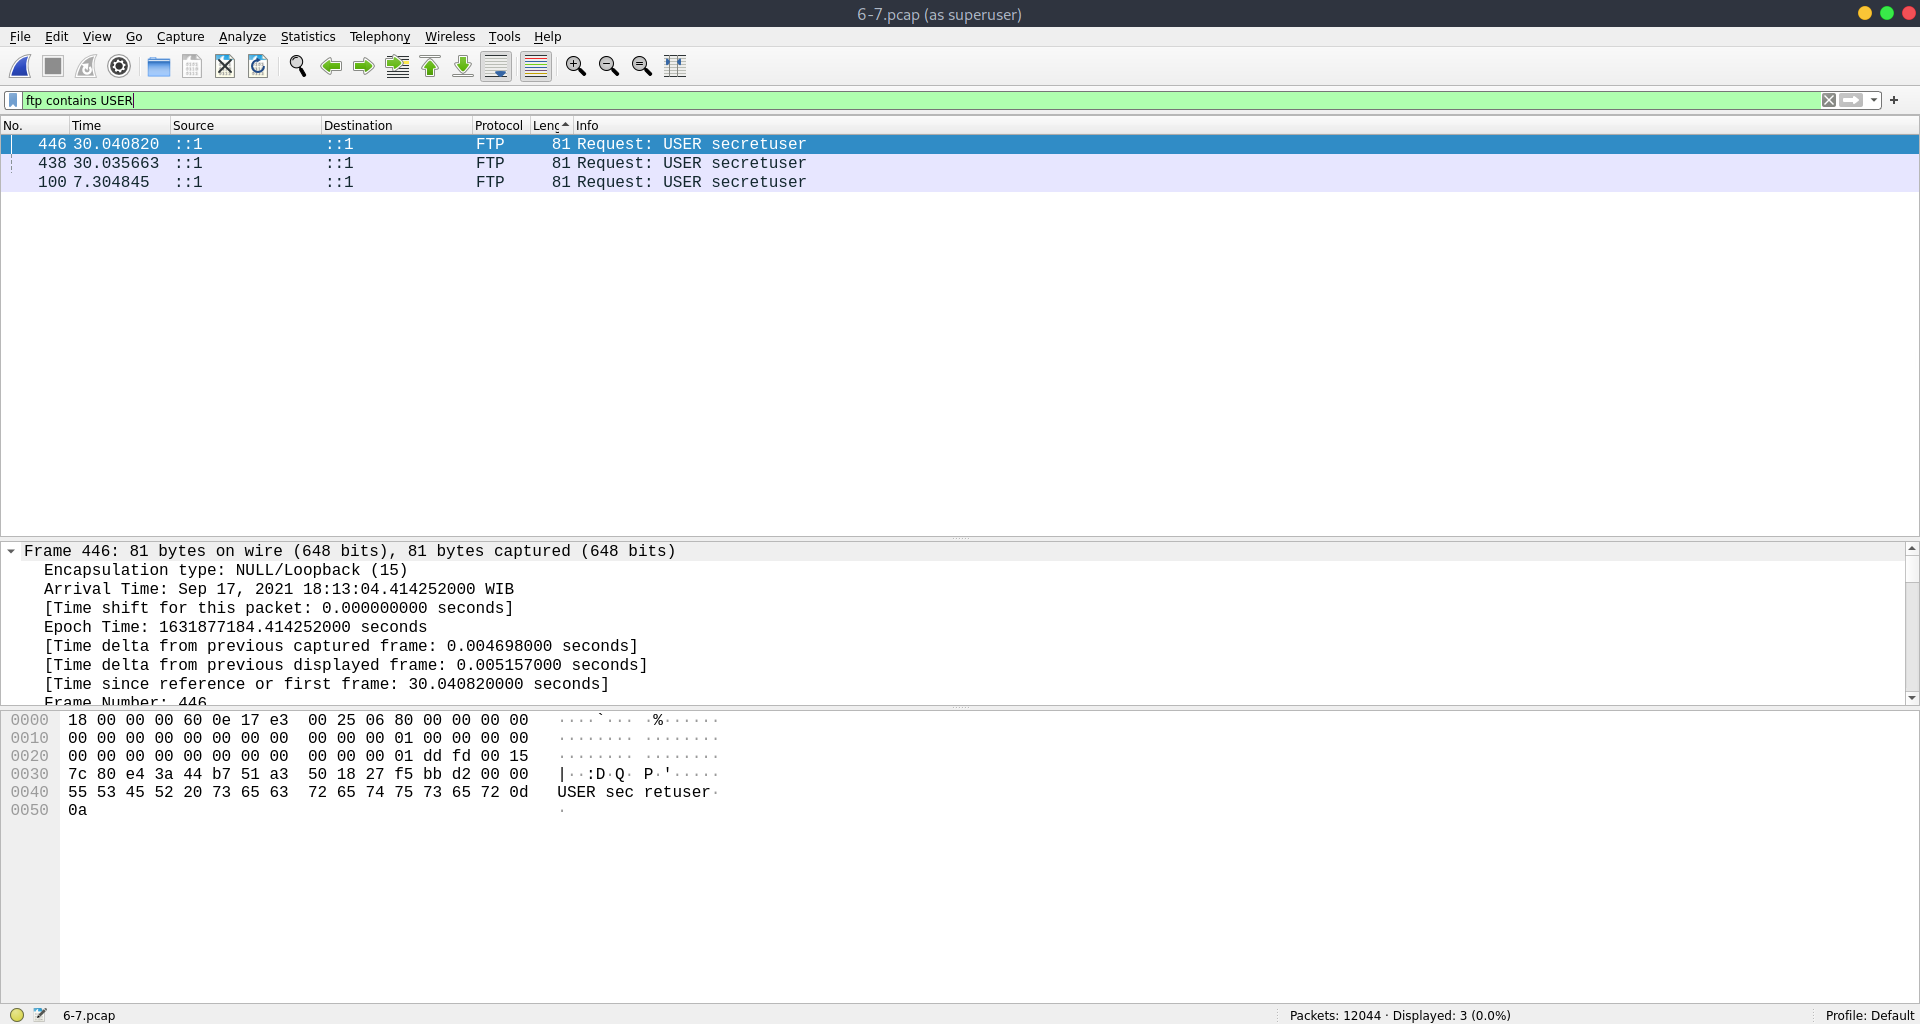 6-7.pcap (as superuser)
File Edit View Go Capture Analyze Statistics Telephony Wireless Tools Help
ftp contains USER
No. Time Source Destination Protocol Leng Info
446 30.040820 ::1 ::1 FTP 81 Request: USER secretuser
438 30.035663 ::1 ::1 FTP 81 Request: USER secretuser
100 7.304845 ::1 ::1 FTP 81 Request: USER secretuser
Frame 446: 81 bytes on wire (648 bits), 81 bytes captured (648 bits)
Encapsulation type: NULL/Loopback (15)
Arrival Time: Sep 17, 2021 18:13:04.414252000 WIB
[Time shift for this packet: 0.000000000 seconds]
Epoch Time: 1631877184.414252000 seconds
[Time delta from previous captured frame: 0.004698000 seconds]
[Time delta from previous displayed frame: 0.005157000 seconds]
[Time since reference or first frame: 30.040820000 seconds]
Frame Number: 446
0000 18 00 00 00 60 0e 17 e3 00 25 06 80 00 00 00 00 ····`··· ·%······
0010 00 00 00 00 00 00 00 00 00 00 00 01 00 00 00 00 ········ ········
0020 00 00 00 00 00 00 00 00 00 00 00 01 dd fd 00 15 ········ ········
0030 7c 80 e4 3a 44 b7 51 a3 50 18 27 f5 bb d2 00 00 |··:D·Q· P·'·····
0040 55 53 45 52 20 73 65 63 72 65 74 75 73 65 72 0d USER sec retuser·
0050 0a ·
6-7.pcap Packets: 12044 · Displayed: 3 (0.0%) Profile: Default